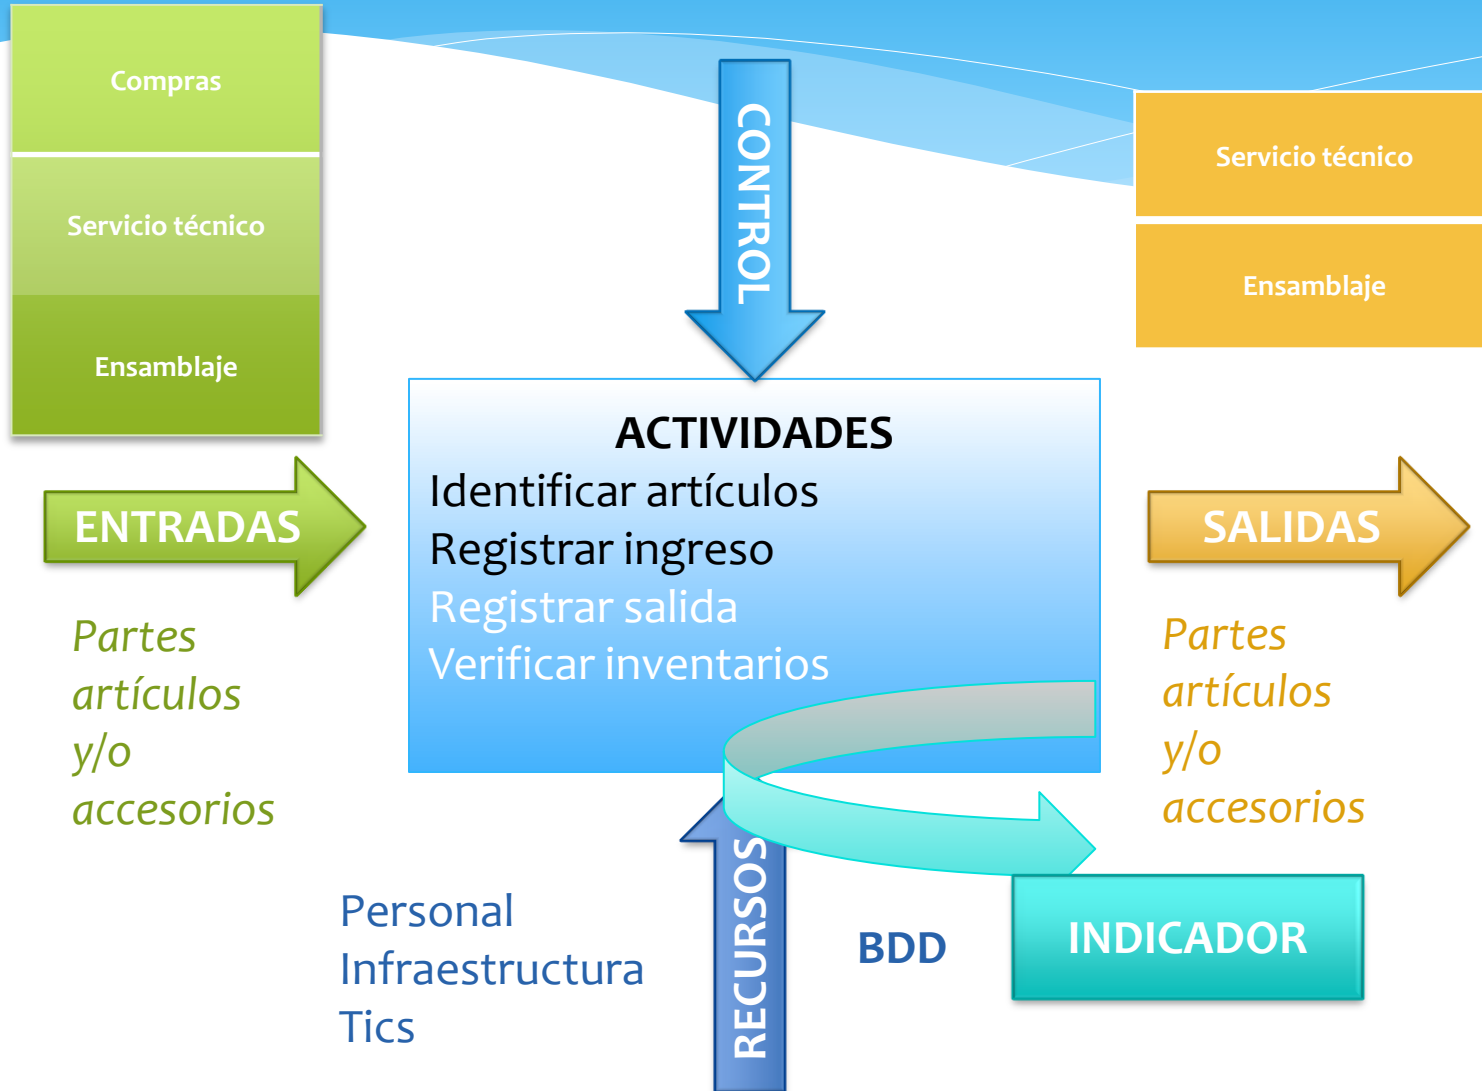 Compras
Servicio técnico
Ensamblaje
CONTROL
Servicio técnico
Ensamblaje
ENTRADAS
Partes
artículos
y/o
accesorios
ACTIVIDADES
Identificar artículos
Registrar ingreso
Registrar salida
Verificar inventarios
SALIDAS
Partes
artículos
y/o
accesorios
Personal
Infraestructura
Tics
RECURSOS
BDD
INDICADOR